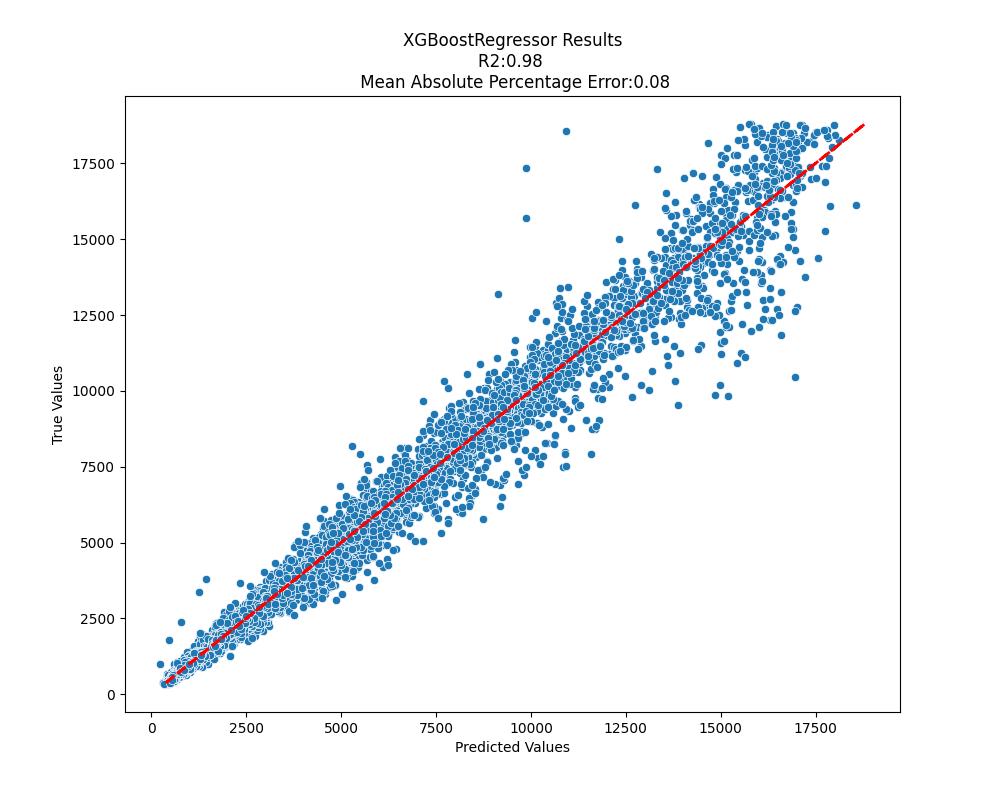 XGBoostRegressor Results
R2:0.98
Mean Absolute Percentage Error:0.08
True Values
17500
15000
12500
10000
7500
5000
2500
0
0 2500 5000 7500 10000 12500 15000 17500
Predicted Values